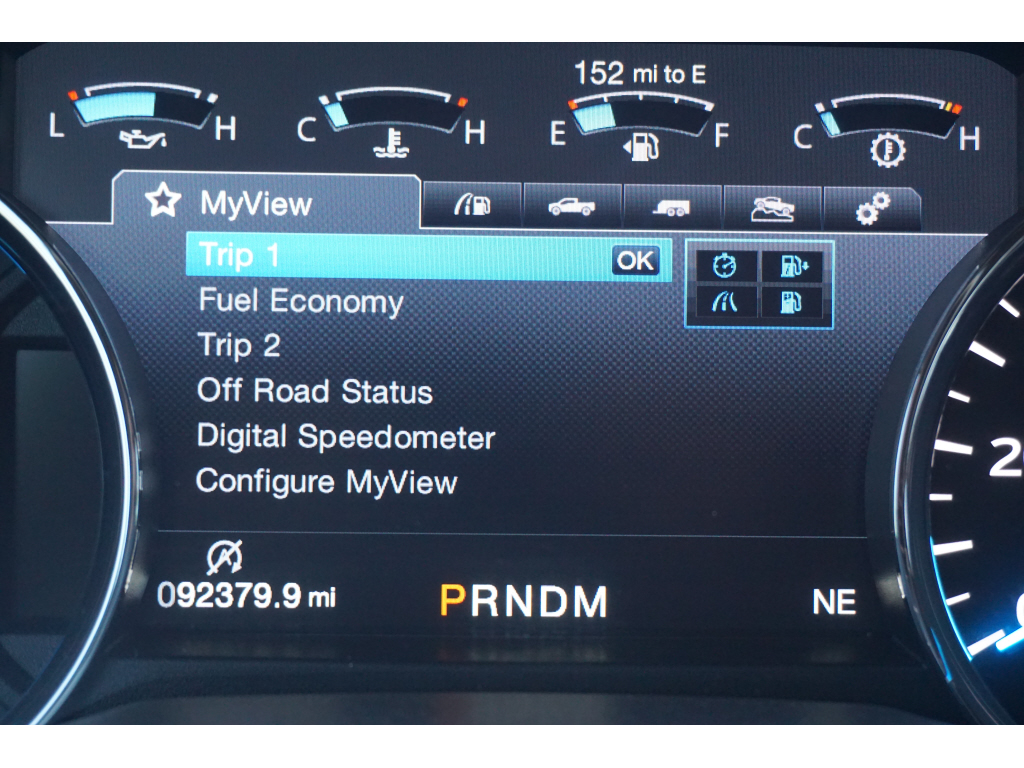 152 mi to E
L H C H E F C H
MyView
Trip 1 OK
Fuel Economy
Trip 2
Off Road Status
Digital Speedometer
Configure MyView
A
092379.9 mi PRNDM NE